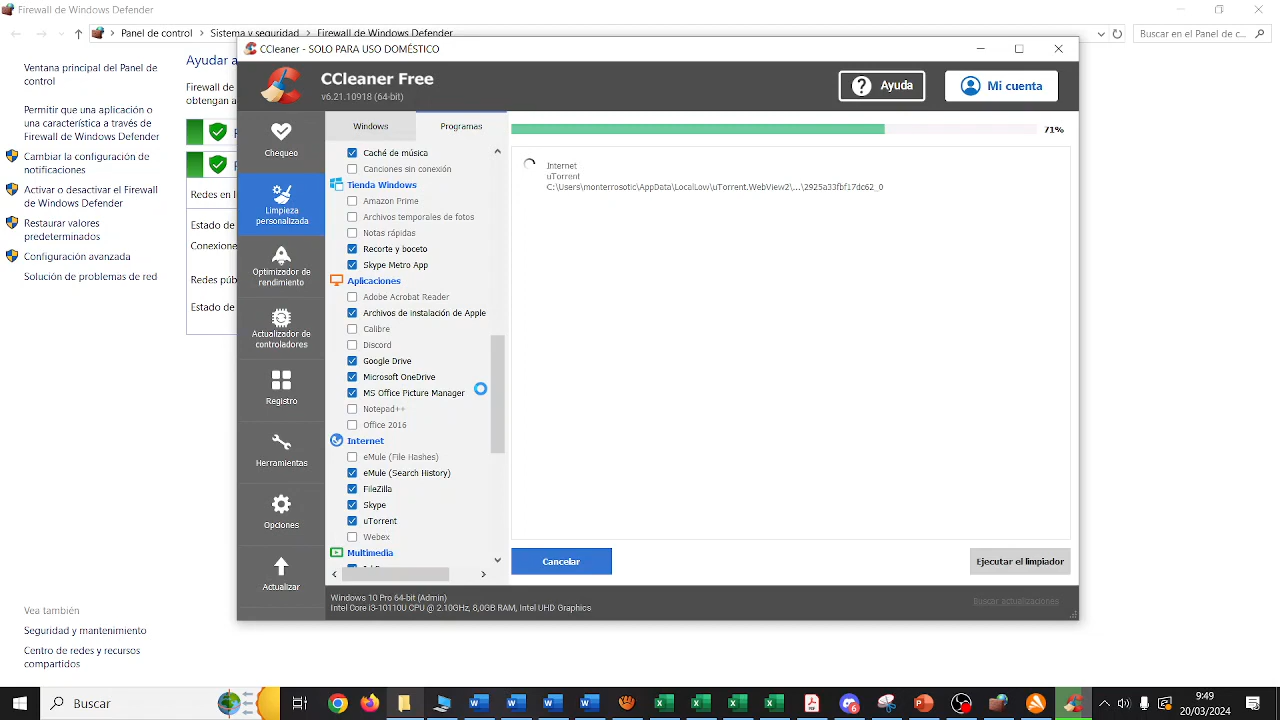 Firewall de Windows Defender
Panel de control
Sistema y seguridad
Firewall de Windows Defender
Buscar en el Panel de c...
Ventana principal del Panel de
control
Permitir que una aplicación o
una característica a través de
Firewall de Windows Defender
Cambiar la configuración de
notificaciones
Activar o desactivar el Firewall
de Windows Defender
Restaurar valores
predeterminados
Configuración avanzada
Solución de problemas de red
Vea también
Seguridad y mantenimiento
Centro de redes y recursos
compartidos
Ayudar a
Firewall de
obtengan a
Redes en l
Estado de
Conexione
Redes púb
Estado de
CCleaner - SOLO PARA USO DOMÉSTICO
CCleaner Free
v6.21.10918 (64-bit)
Ayuda
Mi cuenta
Chequeo
Limpieza
personalizada
Optimizador de
rendimiento
Actualizador de
controladores
Registro
Herramientas
Opciones
Actualizar
Windows
Programas
Caché de música
Canciones sin conexión
Tienda Windows
Amazon Prime
Archivos temporales de fotos
Notas rápidas
Recorte y boceto
Skype Metro App
Aplicaciones
Adobe Acrobat Reader
Archivos de instalación de Apple
Calibre
Discord
Google Drive
Microsoft OneDrive
MS Office Picture Manager
Notepad++
Office 2016
Internet
eMule (File Hashes)
eMule (Search History)
FileZilla
Skype
uTorrent
Webex
Multimedia
71%
Internet
uTorrent
C:\Users\monterrosotic\AppData\LocalLow\uTorrent.WebView2\...\2925a33fbf17dc62_0
Cancelar
Ejecutar el limpiador
Windows 10 Pro 64-bit (Admin)
Intel Core i3-10110U CPU @ 2.10GHz, 8,0GB RAM, Intel UHD Graphics
Buscar actualizaciones
Buscar
9:49
20/03/2024